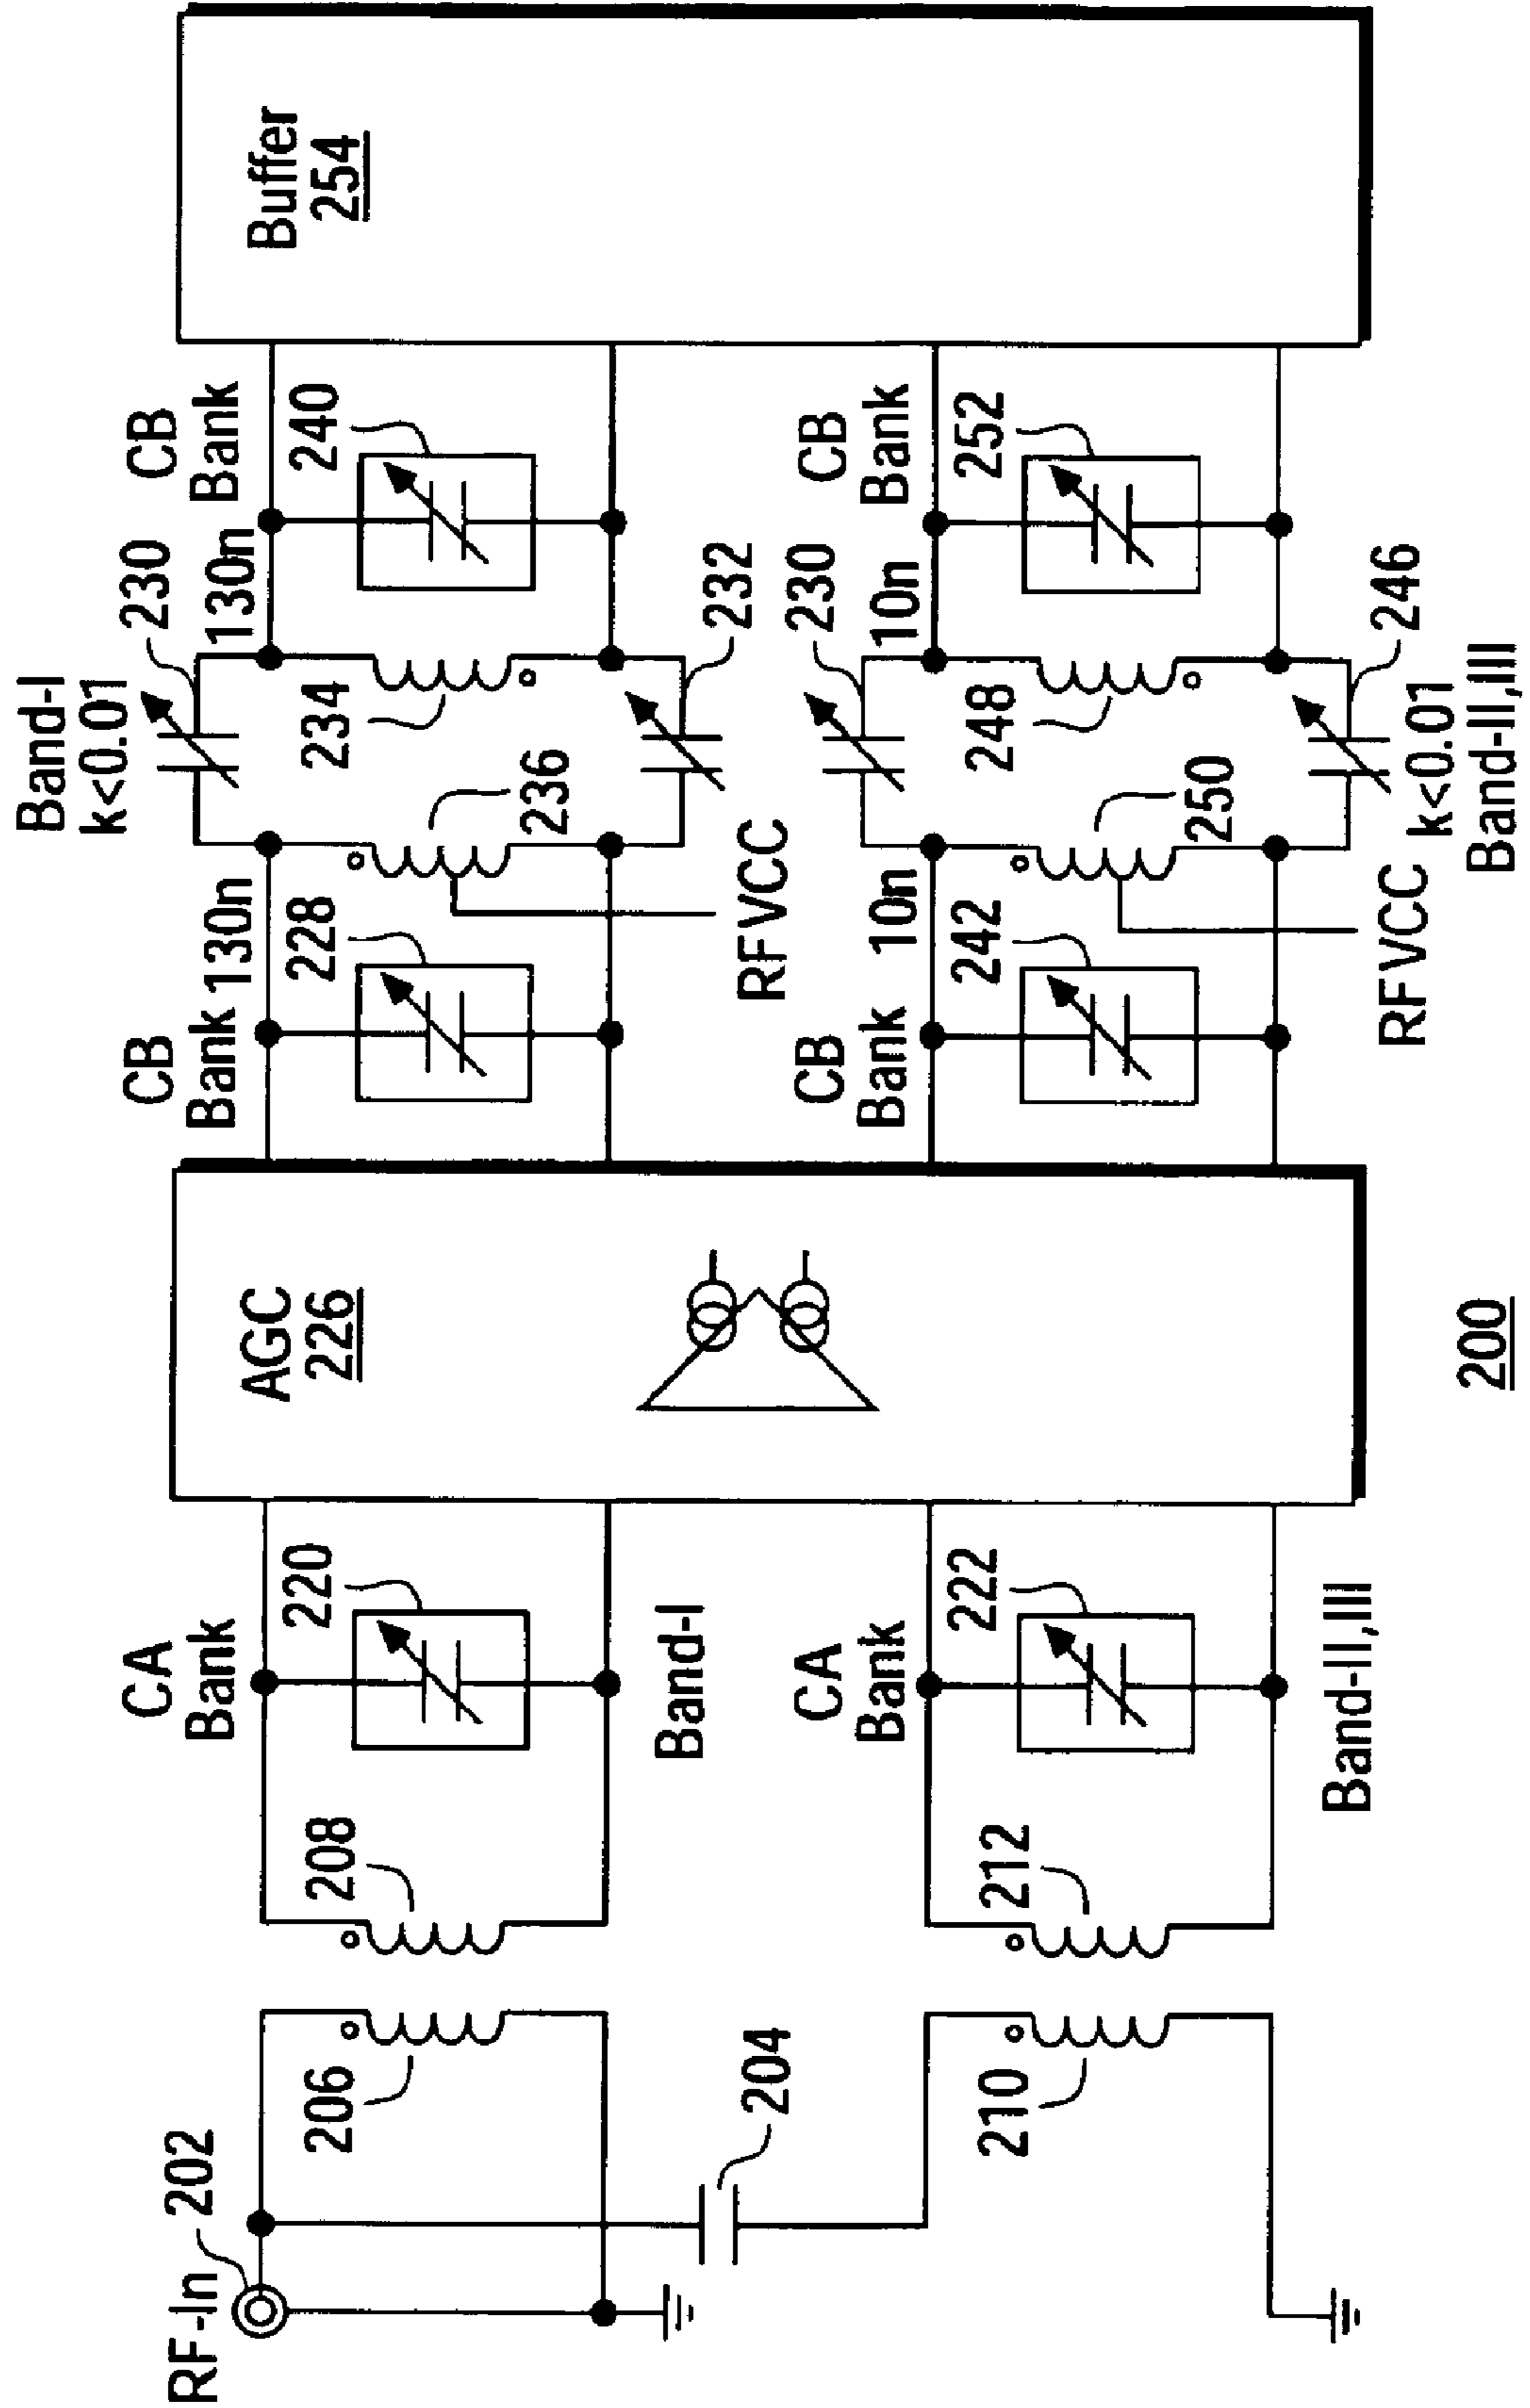 RF-In
202
206
208
CA
Bank
220
Band-I
204
210
212
CA
Bank
222
Band-II,III
AGC
226
CB
Bank
130n
228
236
RFVCC
Band-I
k<0.01
230
130n
234
232
CB
Bank
240
CB
Bank
10n
242
250
RFVCC
230
10n
248
246
k<0.01
Band-II,III
CB
Bank
252
Buffer
254
200